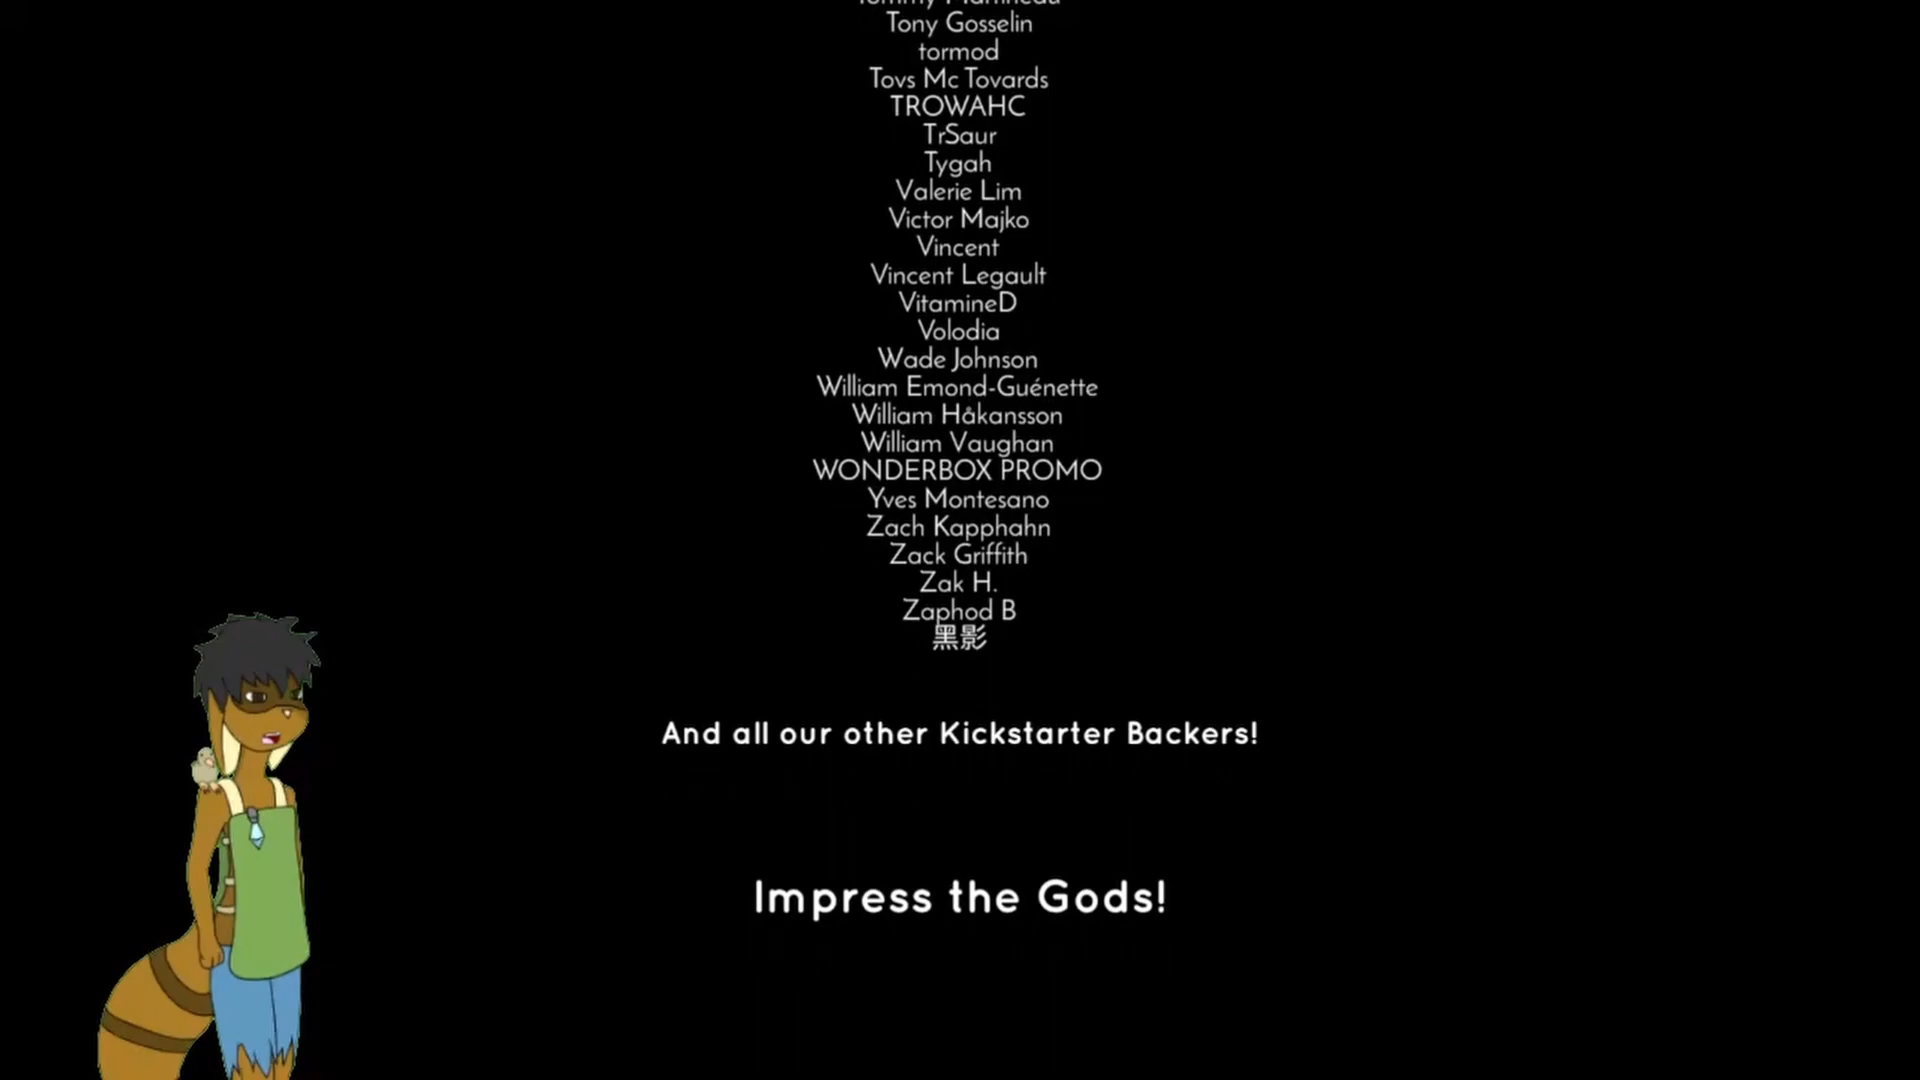 Tony Gosselin
tormod
Tovs Mc Tovards
TROWAHC
TrSaur
Tygah
Valerie Lim
Victor Majko
Vincent
Vincent Legault
VitamineD
Volodia
Wade Johnson
William Emond-Guénette
William Håkansson
William Vaughan
WONDERBOX PROMO
Yves Montesano
Zach Kapphahn
Zack Griffith
Zak H.
Zaphod B
黑影
And all our other Kickstarter Backers!
Impress the Gods!